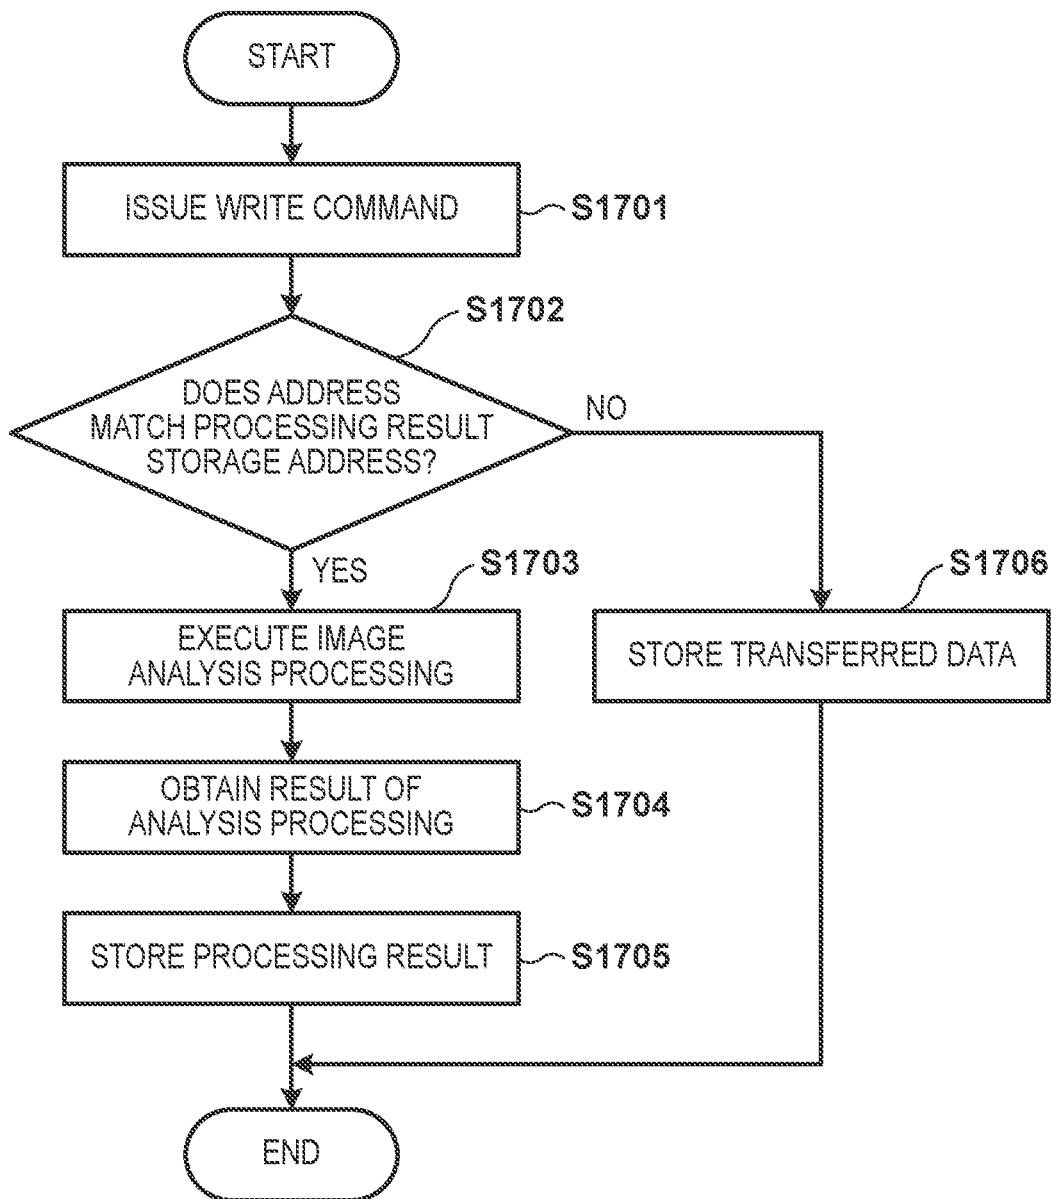 START
ISSUE WRITE COMMAND
S1701
S1702
DOES ADDRESS
MATCH PROCESSING RESULT
STORAGE ADDRESS?
NO
YES
S1703
S1706
EXECUTE IMAGE
ANALYSIS PROCESSING
STORE TRANSFERRED DATA
OBTAIN RESULT OF
ANALYSIS PROCESSING
S1704
STORE PROCESSING RESULT
S1705
END